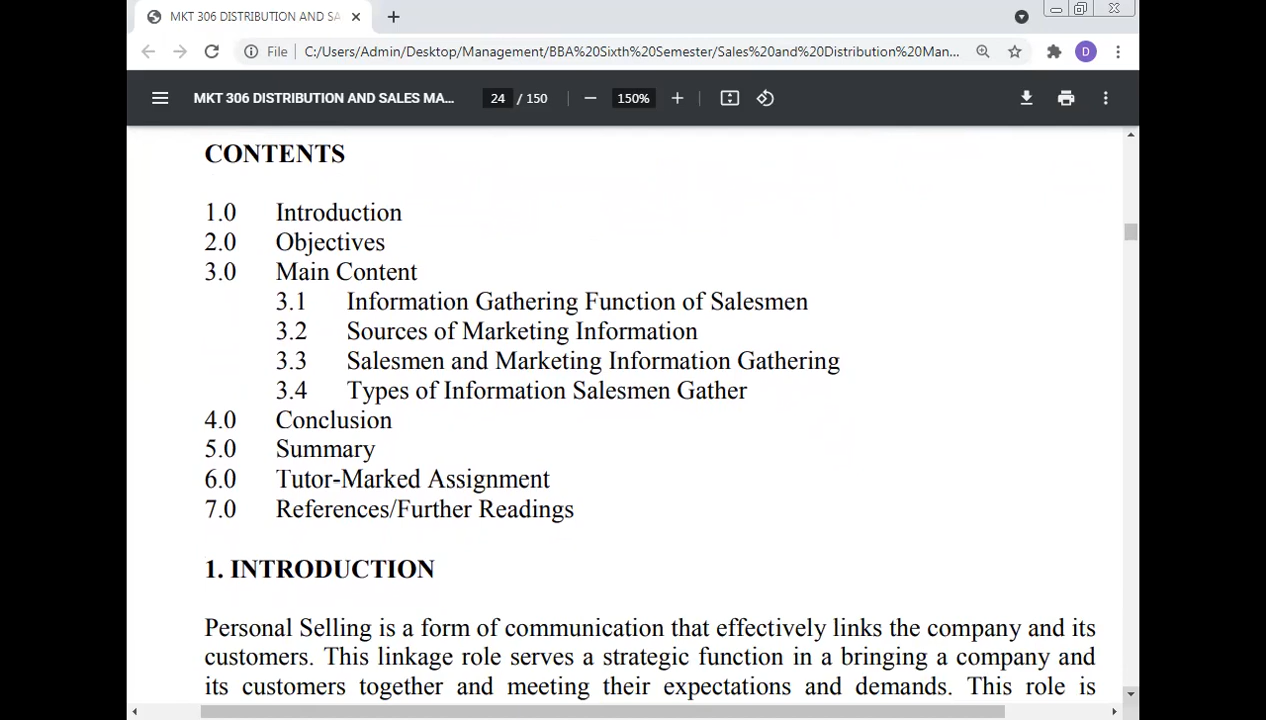 MKT 306 DISTRIBUTION AND SA
File C:/Users/Admin/Desktop/Management/BBA%20Sixth%20Semester/Sales%20and%20Distribution%20Man... D
MKT 306 DISTRIBUTION AND SALES MA... 24 / 150 150%
CONTENTS
1.0 Introduction
2.0 Objectives
3.0 Main Content
3.1 Information Gathering Function of Salesmen
3.2 Sources of Marketing Information
3.3 Salesmen and Marketing Information Gathering
3.4 Types of Information Salesmen Gather
4.0 Conclusion
5.0 Summary
6.0 Tutor-Marked Assignment
7.0 References/Further Readings
1. INTRODUCTION
Personal Selling is a form of communication that effectively links the company and its
customers. This linkage role serves a strategic function in a bringing a company and
its customers together and meeting their expectations and demands. This role is